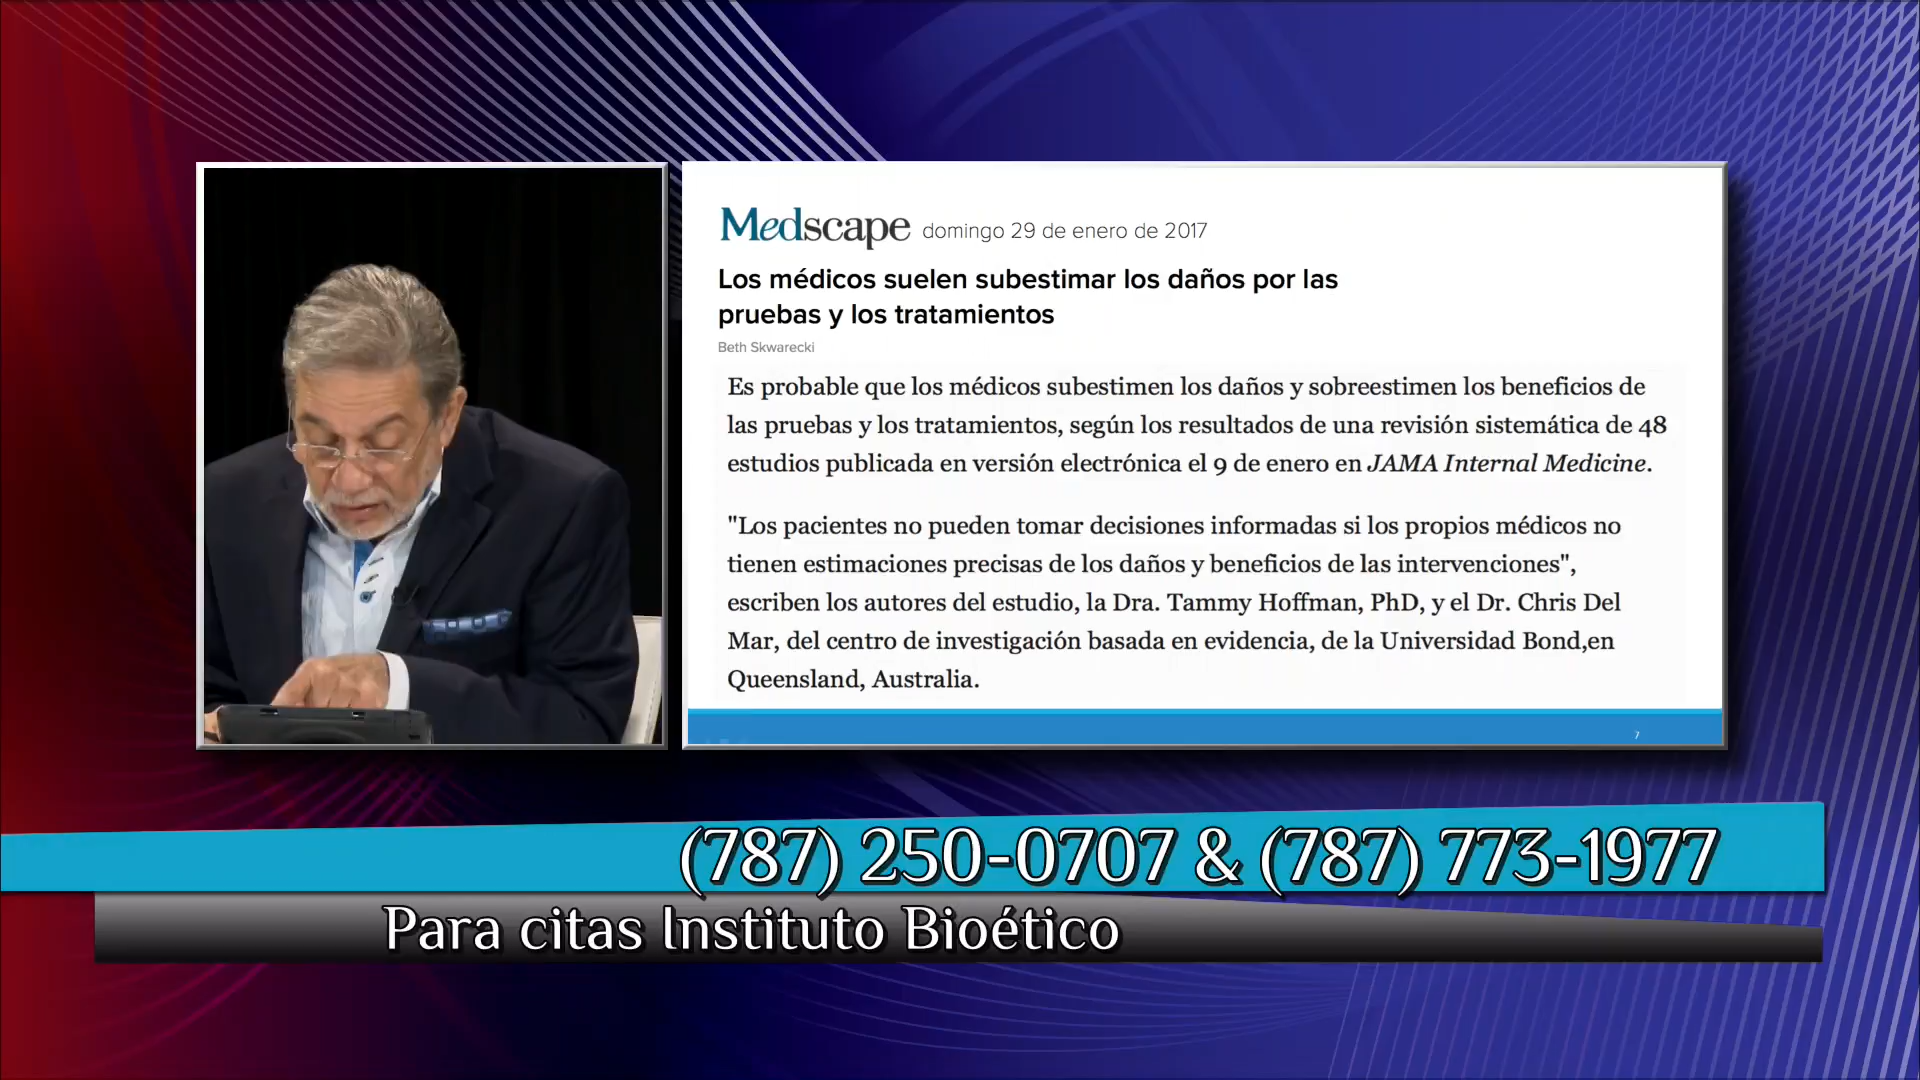 Medscape domingo 29 de enero de 2017
Los médicos suelen subestimar los daños por las
pruebas y los tratamientos
Beth Skwarecki
Es probable que los médicos subestimen los daños y sobreestimen los beneficios de
las pruebas y los tratamientos, según los resultados de una revisión sistemática de 48
estudios publicada en versión electrónica el 9 de enero en JAMA Internal Medicine.
"Los pacientes no pueden tomar decisiones informadas si los propios médicos no
tienen estimaciones precisas de los daños y beneficios de las intervenciones",
escriben los autores del estudio, la Dra. Tammy Hoffman, PhD, y el Dr. Chris Del
Mar, del centro de investigación basada en evidencia, de la Universidad Bond,en
Queensland, Australia.
7
(787) 250-0707 & (787) 773-1977
Para citas Instituto Bioético